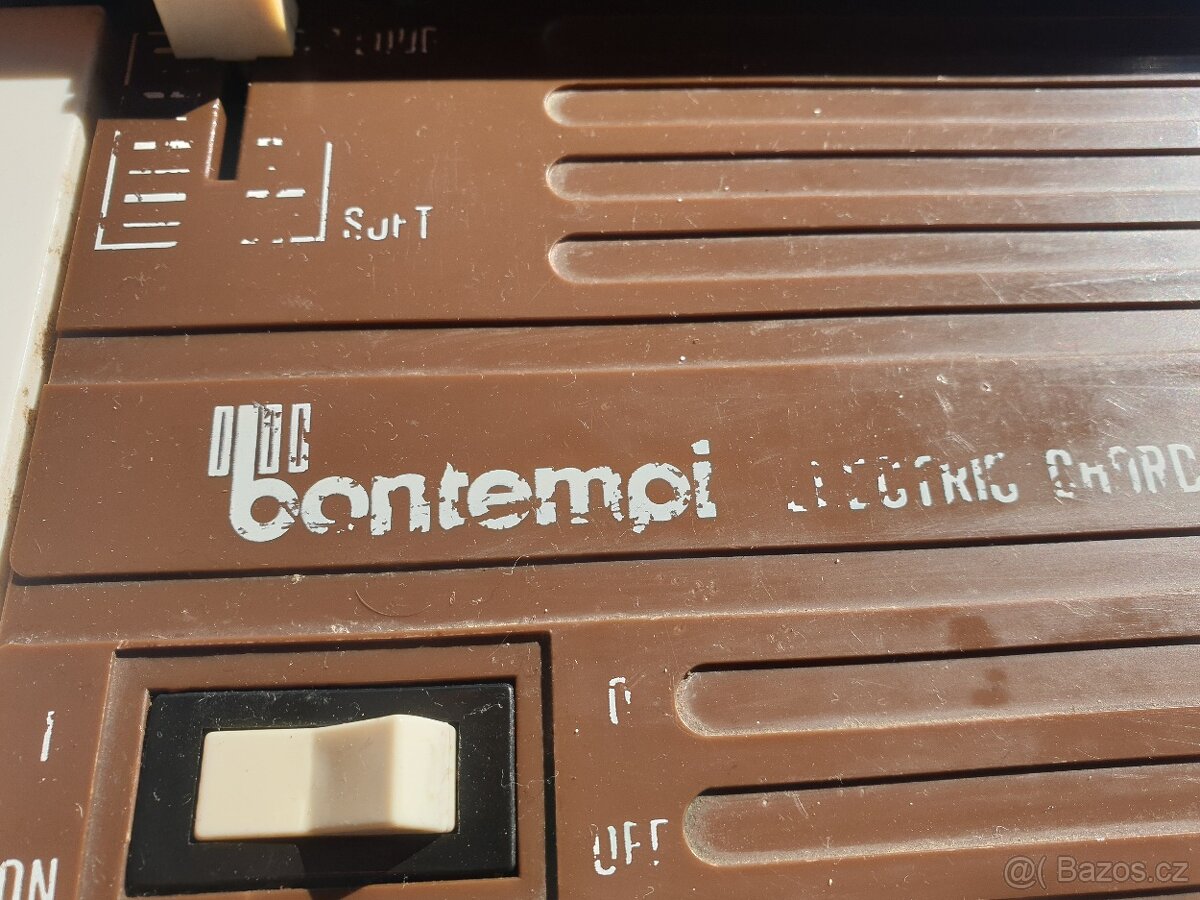 SOFT
bontempi ELECTRIC CHORD
I
OFF
ON
@( Bazos.cz